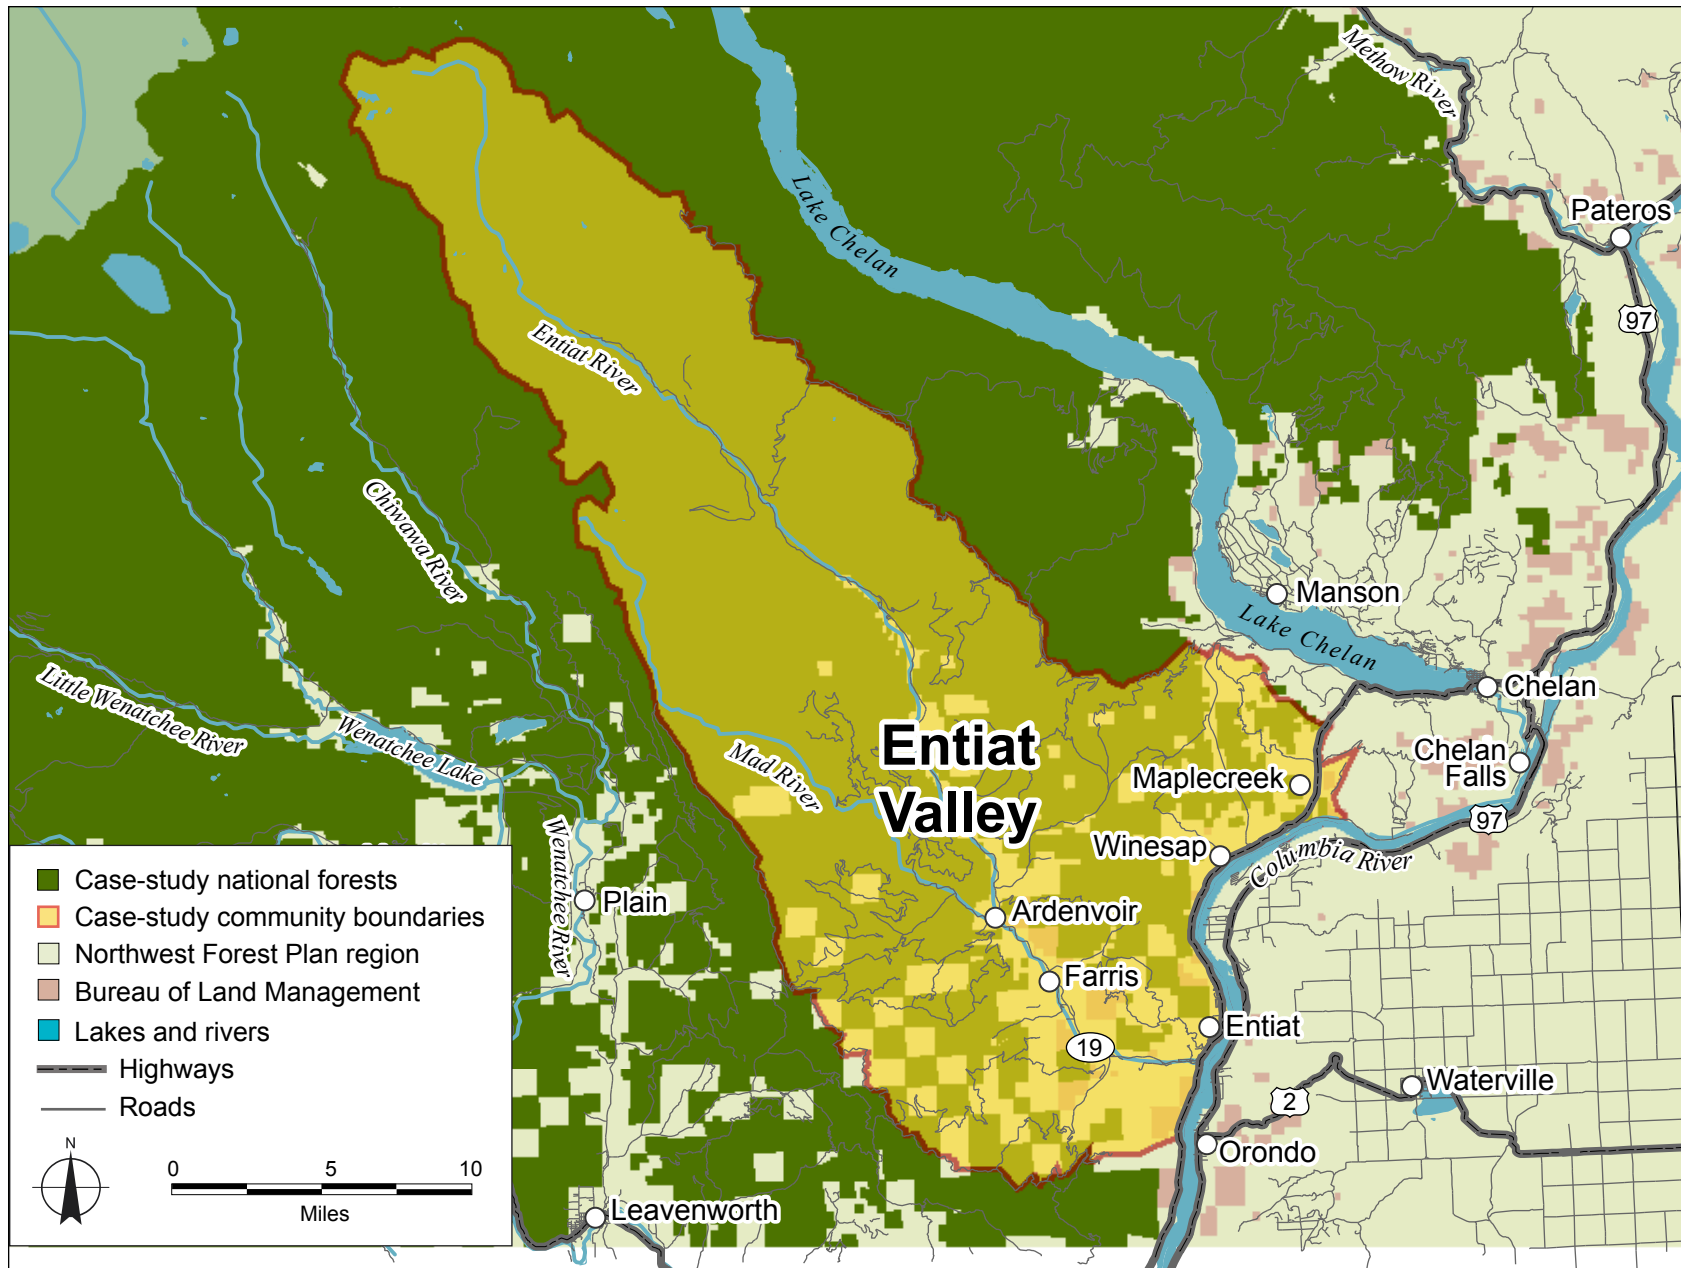 Methow River
Pateros
97
Lake Chelan
Entiat River
Chiwawa River
Manson
Lake Chelan
Chelan
Little Wenatchee River
Wenatchee Lake
Mad River
Entiat
Valley
Chelan
Falls
Maplecreek
97
Winesap
Columbia River
Wenatchee River
Plain
Ardenvoir
Farris
Entiat
19
Waterville
2
Orondo
Leavenworth
Case-study national forests
Case-study community boundaries
Northwest Forest Plan region
Bureau of Land Management
Lakes and rivers
Highways
Roads
N
0 5 10
Miles